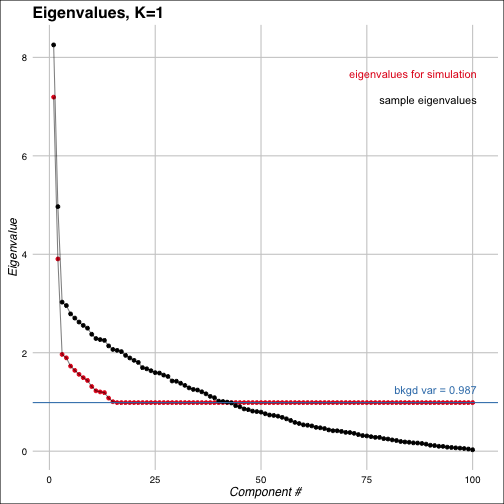 Eigenvalues, K=1
eigenvalues for simulation
sample eigenvalues
bkgd var = 0.987
Eigenvalue
8
6
4
2
0
0 25 50 75 100
Component #